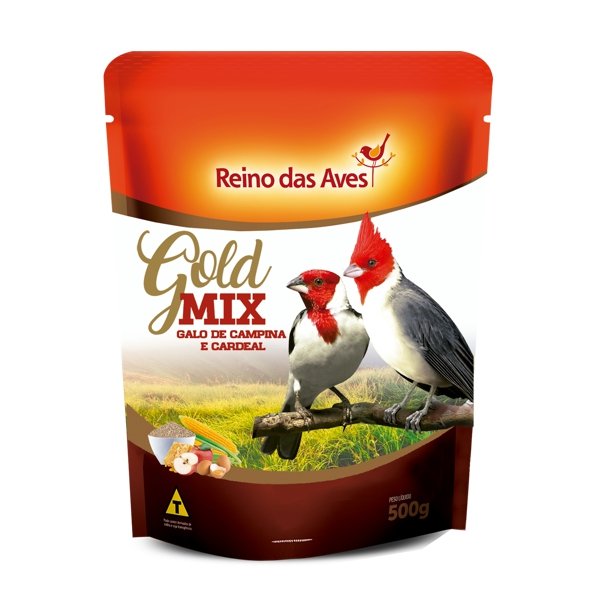 Reino das Aves
Gold
MIX
GALO DE CAMPINA
E CARDEAL
T
PESO LÍQUIDO
500g